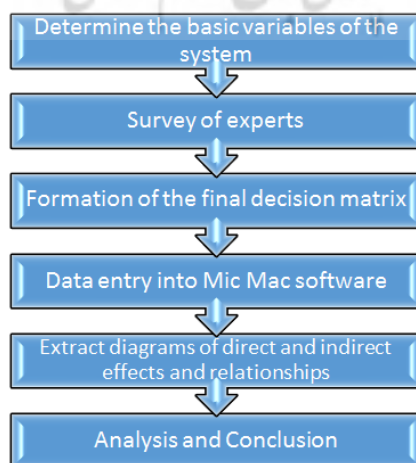 Determine the basic variables of the
system
Survey of experts
Formation of the final decision matrix
Data entry into Mic Mac software
Extract diagrams of direct and indirect
effects and relationships
Analysis and Conclusion